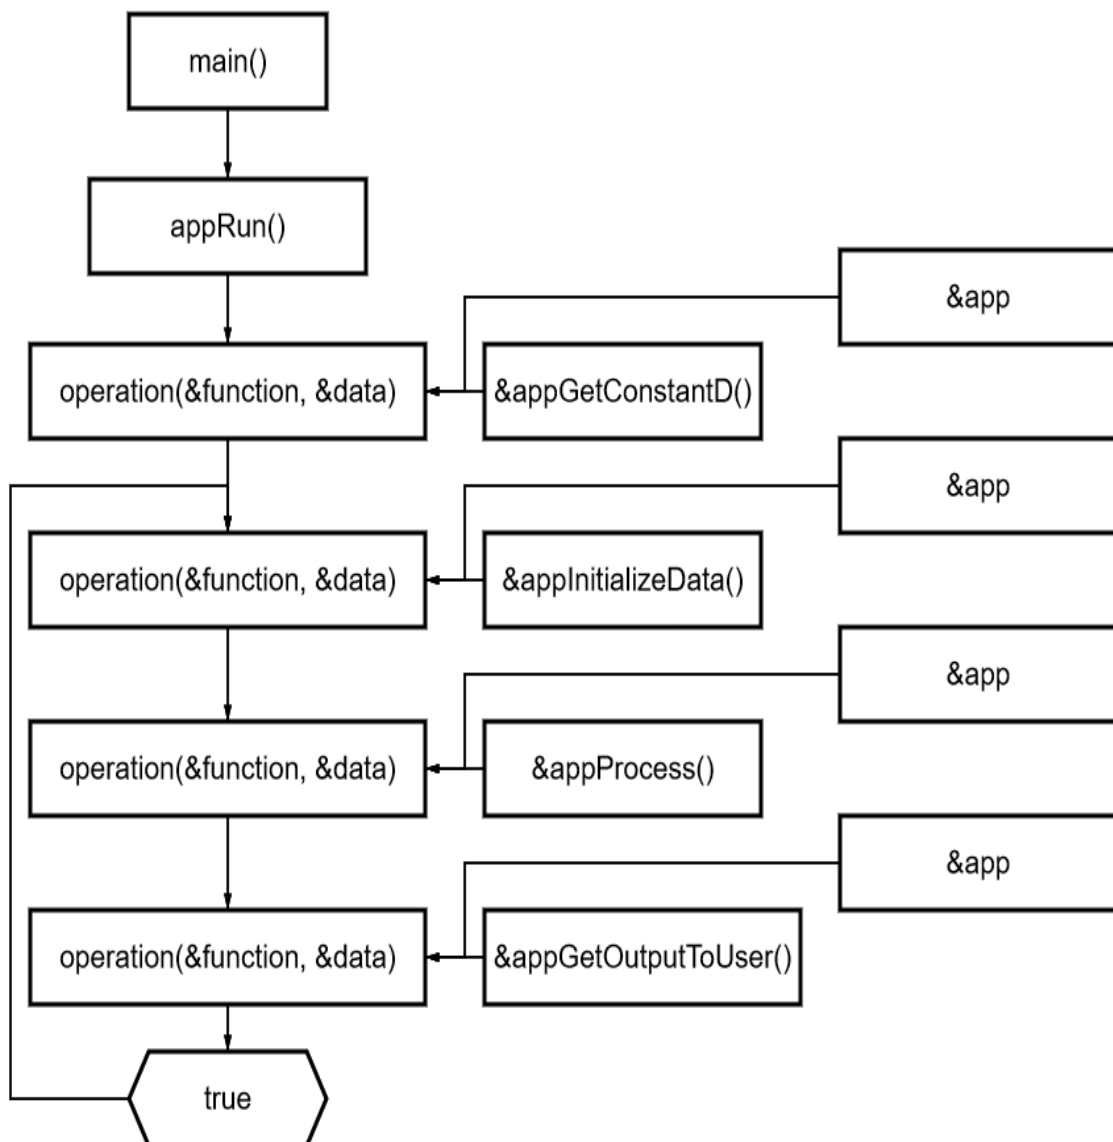 main()
appRun()
&app
operation(&function, &data)
&appGetConstantD()
&app
operation(&function, &data)
&appInitializeData()
&app
operation(&function, &data)
&appProcess()
&app
operation(&function, &data)
&appGetOutputToUser()
true